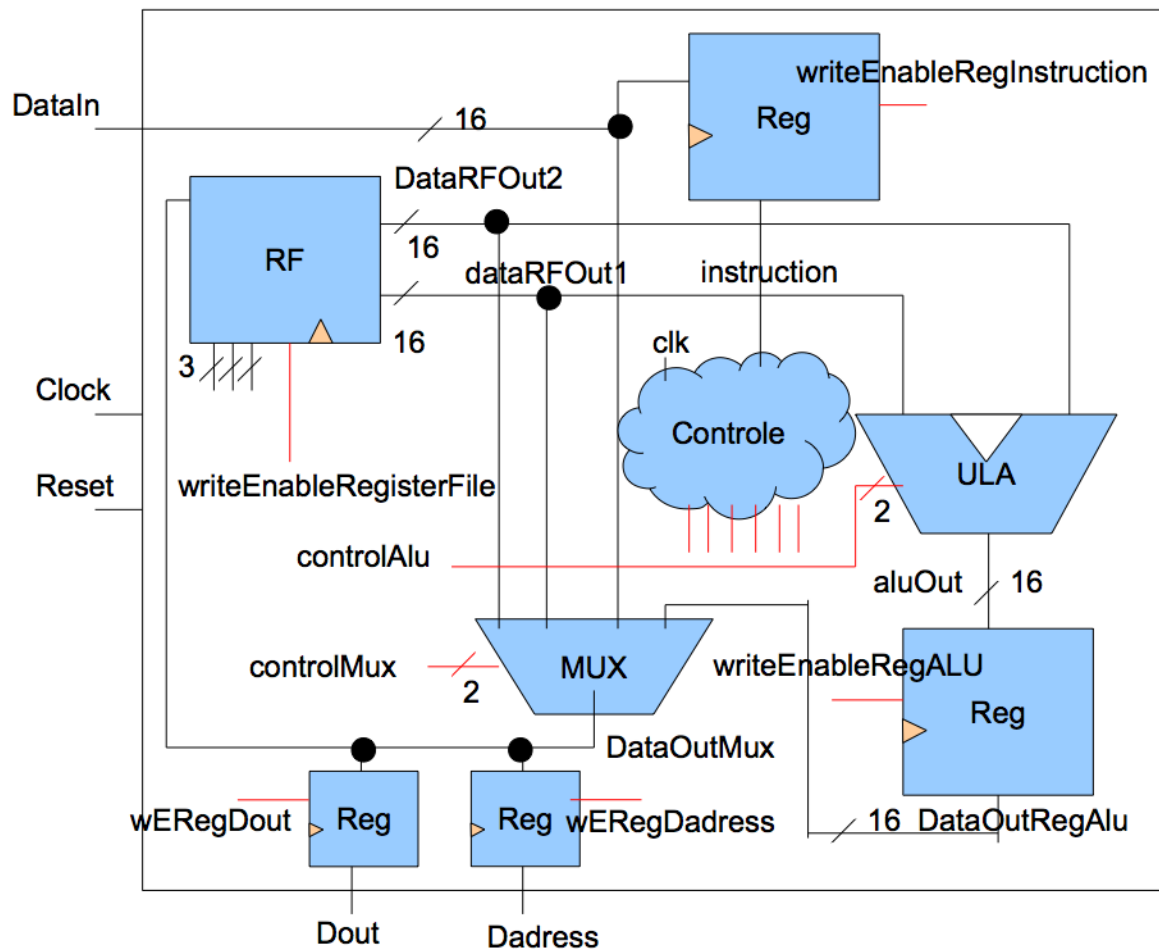 writeEnableRegInstruction
DataIn
16
Reg
DataRFOut2
16
RF
dataRFOut1
instruction
16
3
clk
Clock
Controle
Reset
writeEnableRegisterFile
ULA
2
controlAlu
aluOut
16
controlMux
2
MUX
writeEnableRegALU
Reg
DataOutMux
wERegDout
Reg
Reg
wERegDadress
16
DataOutRegAlu
Dout
Dadress